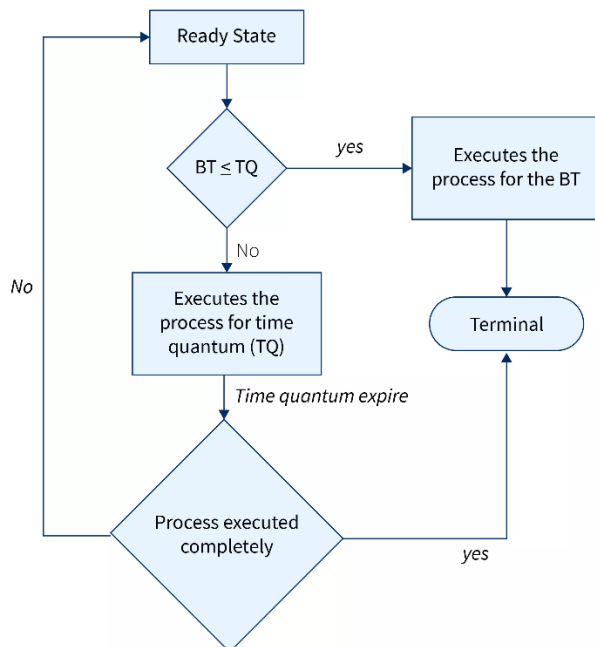 Ready State
BT ≤ TQ
yes
Executes the
process for the BT
No
Executes the
process for time
quantum (TQ)
Terminal
No
Time quantum expire
Process executed
completely
yes